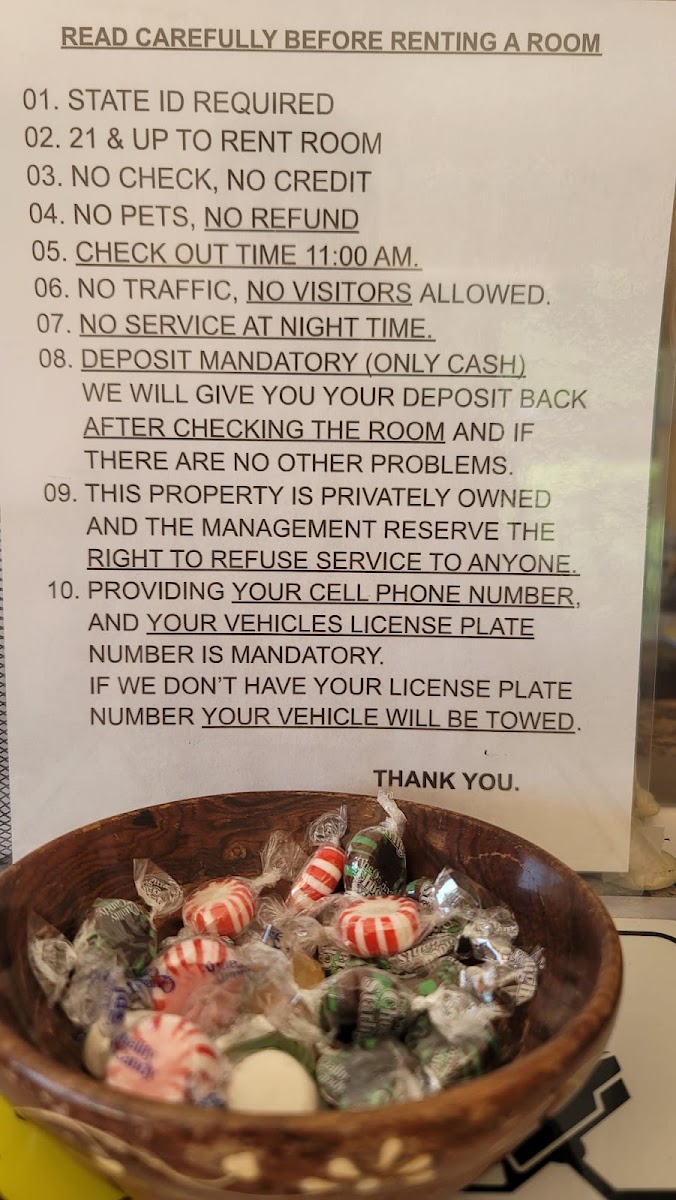 READ CAREFULLY BEFORE RENTING A ROOM
01. STATE ID REQUIRED
02. 21 & UP TO RENT ROOM
03. NO CHECK, NO CREDIT
04. NO PETS, NO REFUND
05. CHECK OUT TIME 11:00 AM.
06. NO TRAFFIC, NO VISITORS ALLOWED.
07. NO SERVICE AT NIGHT TIME.
08. DEPOSIT MANDATORY (ONLY CASH)
WE WILL GIVE YOU YOUR DEPOSIT BACK
AFTER CHECKING THE ROOM AND IF
THERE ARE NO OTHER PROBLEMS.
09. THIS PROPERTY IS PRIVATELY OWNED
AND THE MANAGEMENT RESERVE THE
RIGHT TO REFUSE SERVICE TO ANYONE.
10. PROVIDING YOUR CELL PHONE NUMBER,
AND YOUR VEHICLES LICENSE PLATE
NUMBER IS MANDATORY.
IF WE DON'T HAVE YOUR LICENSE PLATE
NUMBER YOUR VEHICLE WILL BE TOWED.
THANK YOU.